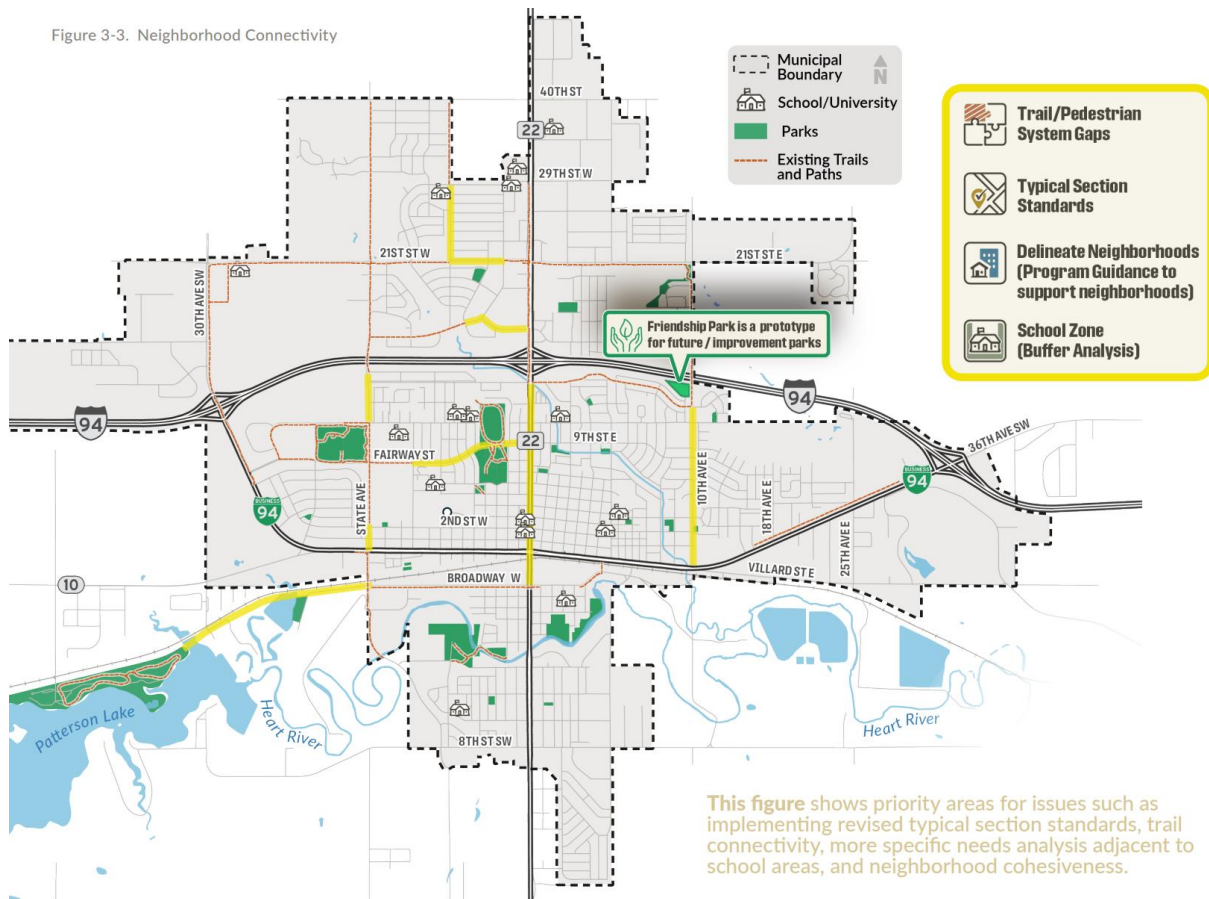 Figure 3-3. Neighborhood Connectivity
Municipal
Boundary
N
School/University
Parks
Existing Trails
and Paths
Trail/Pedestrian
System Gaps
Typical Section
Standards
Delineate Neighborhoods
(Program Guidance to
support neighborhoods)
School Zone
(Buffer Analysis)
40TH ST
22
29TH ST W
21ST ST W
21ST ST E
30TH AVE SW
Friendship Park is a prototype
for future / improvement parks
94
94
22
9TH ST E
FAIRWAY ST
36TH AVE SW
BUSINESS
94
BUSINESS
94
STATE AVE
2ND ST W
10TH AVE E
18TH AVE E
25TH AVE E
VILLARD ST E
BROADWAY W
10
Patterson Lake
Heart River
Heart River
8TH ST SW
This figure shows priority areas for issues such as
implementing revised typical section standards, trail
connectivity, more specific needs analysis adjacent to
school areas, and neighborhood cohesiveness.